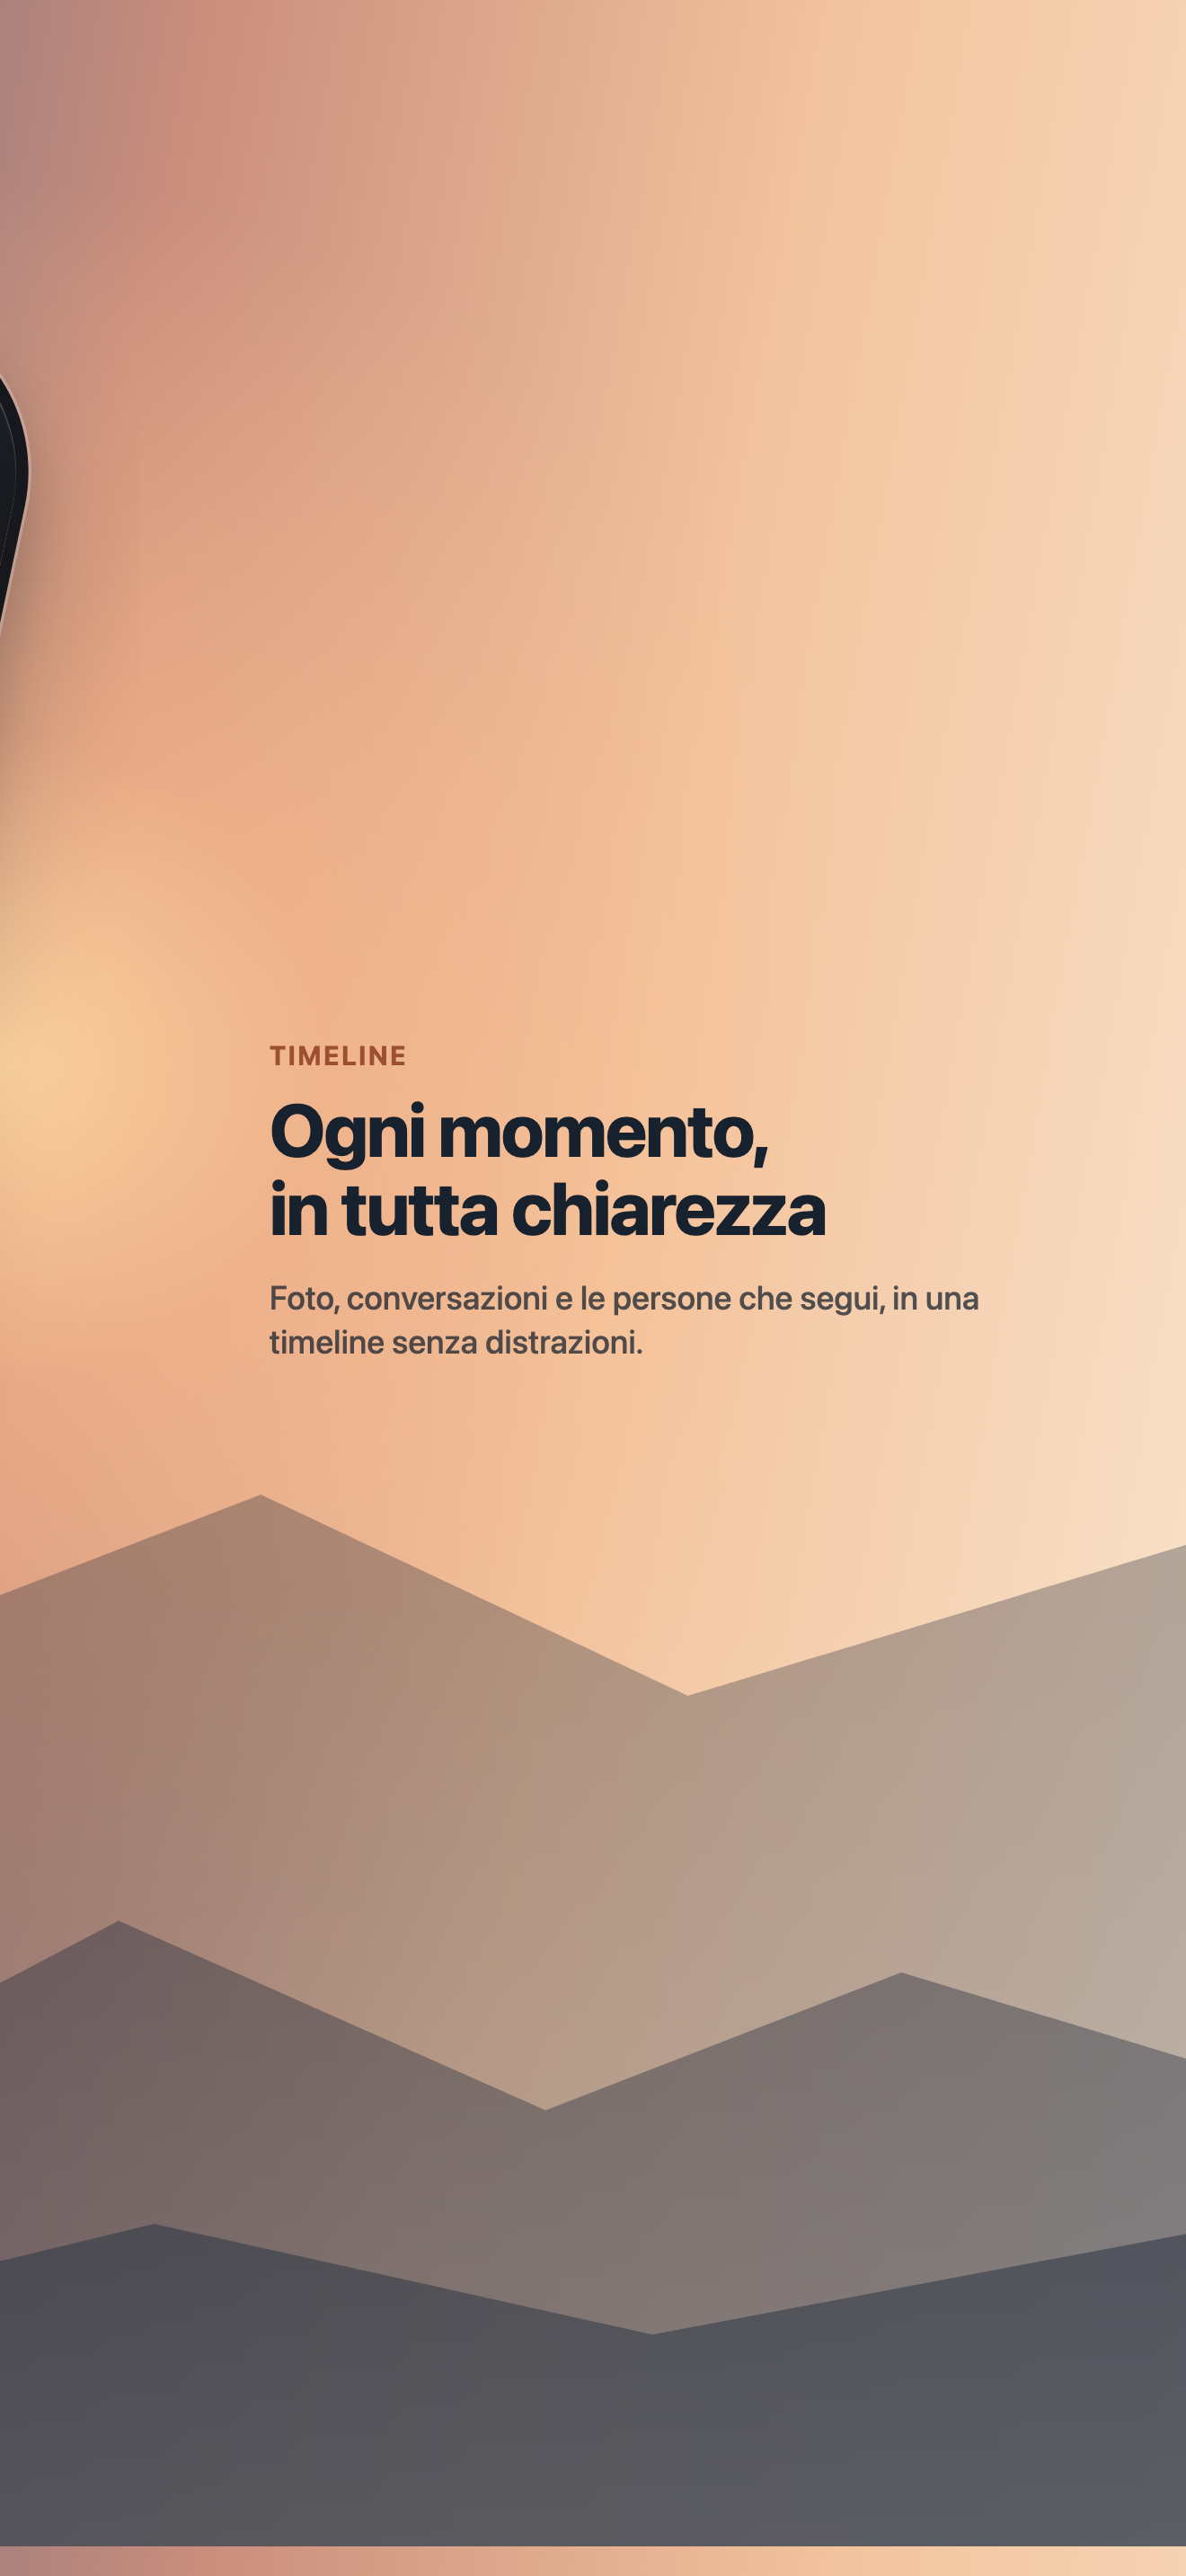 TIMELINE
Ogni momento,
in tutta chiarezza
Foto, conversazioni e le persone che segui, in una
timeline senza distrazioni.